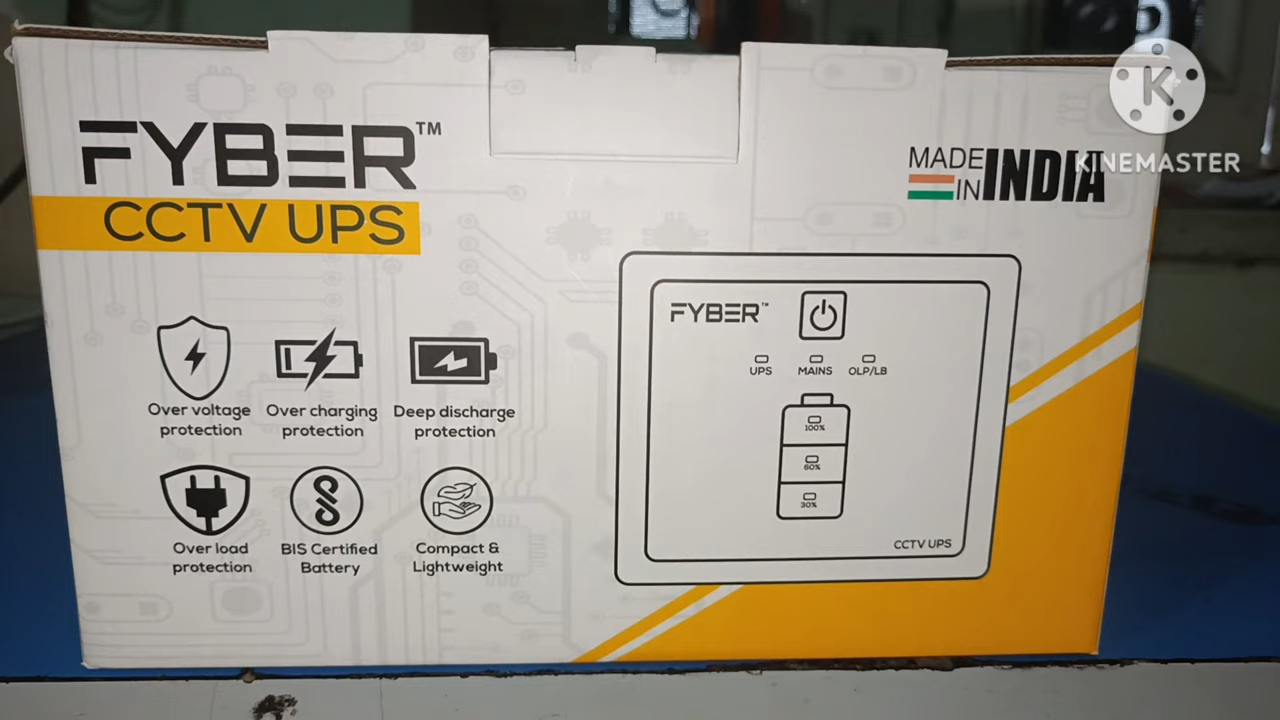 FYBER™
CCTV UPS
MADE IN INDIA
K
KINEMASTER
Over voltage protection
Over charging protection
Deep discharge protection
Over load protection
BIS Certified Battery
Compact & Lightweight
FYBER™
UPS MAINS OLP/LB
100%
60%
30%
CCTV UPS